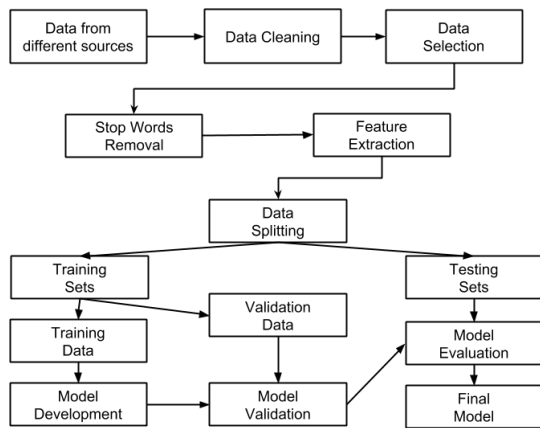 Data from
different sources
Data Cleaning
Data
Selection
Stop Words
Removal
Feature
Extraction
Data
Splitting
Training
Sets
Testing
Sets
Training
Data
Validation
Data
Model
Evaluation
Model
Development
Model
Validation
Final
Model